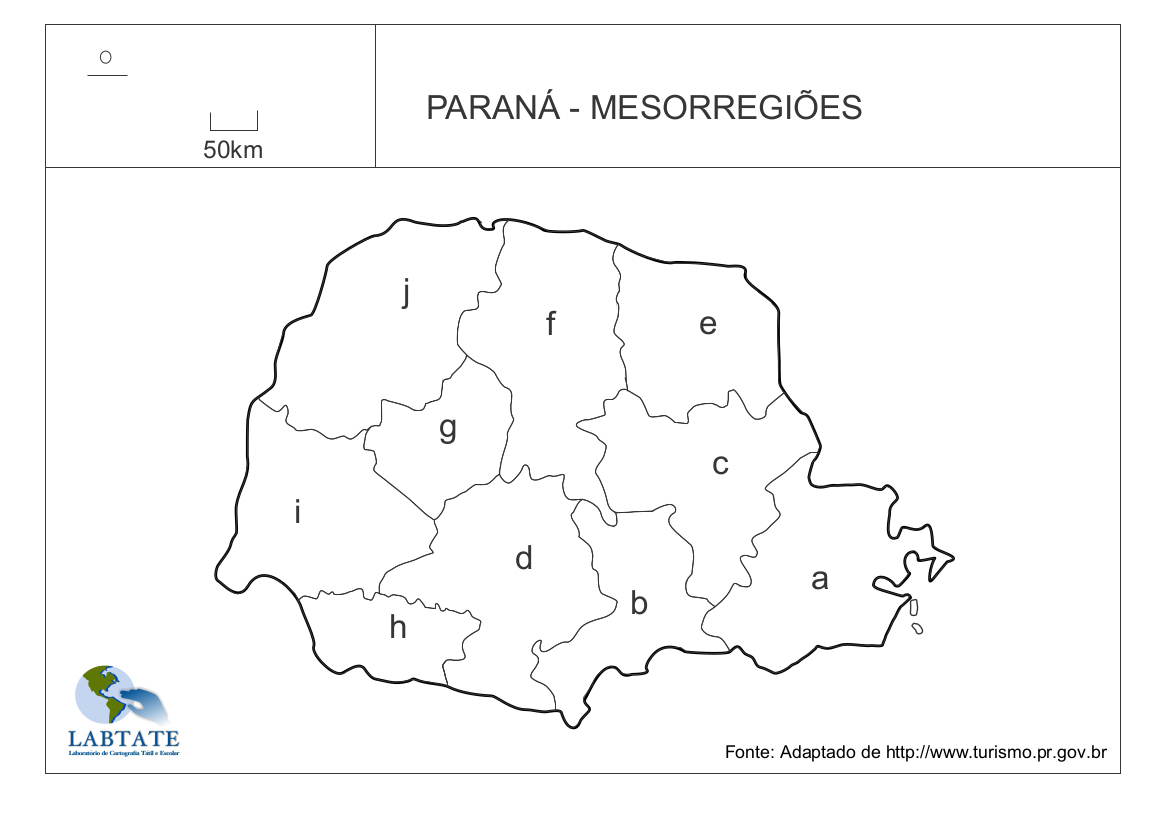 O
50km
PARANÁ - MESORREGIÕES
j
f
e
g
c
i
d
a
b
h
LABTATE
Laboratório de Cartografia Tátil e Escolar
Fonte: Adaptado de http://www.turismo.pr.gov.br